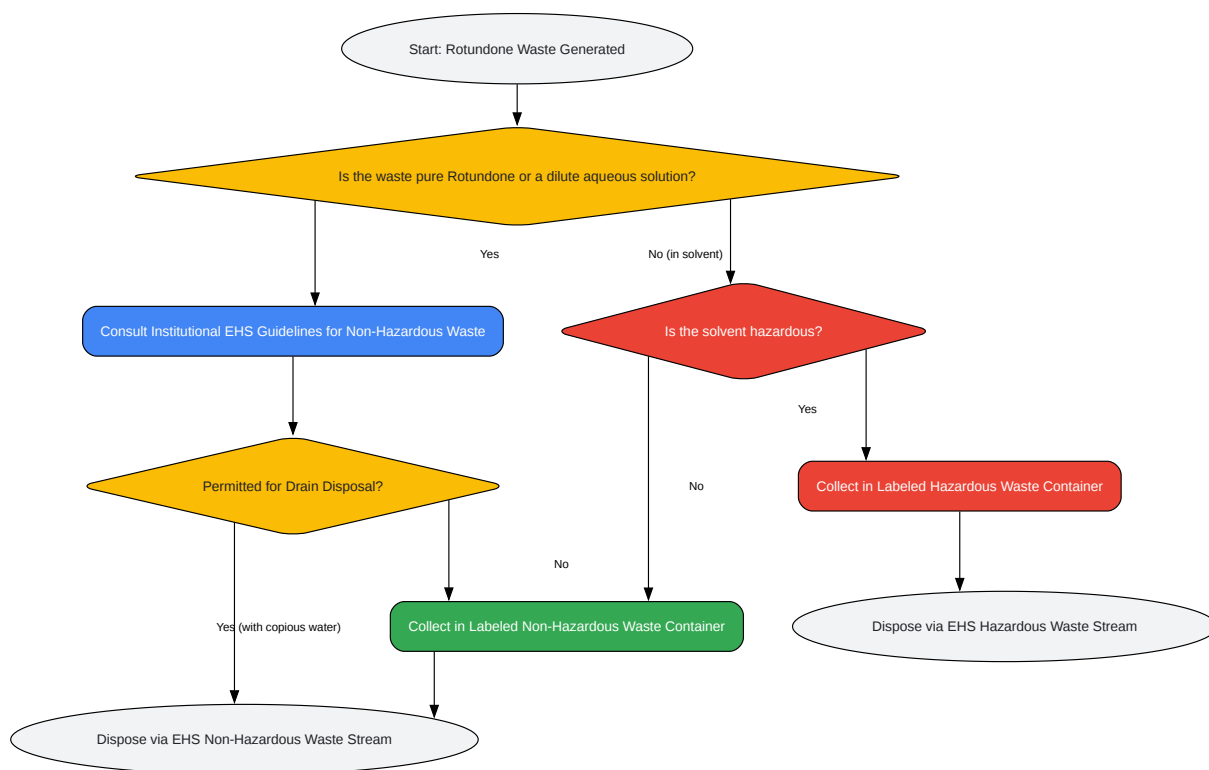 Start: Rotundone Waste Generated
Is the waste pure Rotundone or a dilute aqueous solution?
Yes
No (in solvent)
Consult Institutional EHS Guidelines for Non-Hazardous Waste
Is the solvent hazardous?
Yes
Permitted for Drain Disposal?
No
Collect in Labeled Hazardous Waste Container
No
Yes (with copious water)
Collect in Labeled Non-Hazardous Waste Container
Dispose via EHS Hazardous Waste Stream
Dispose via EHS Non-Hazardous Waste Stream